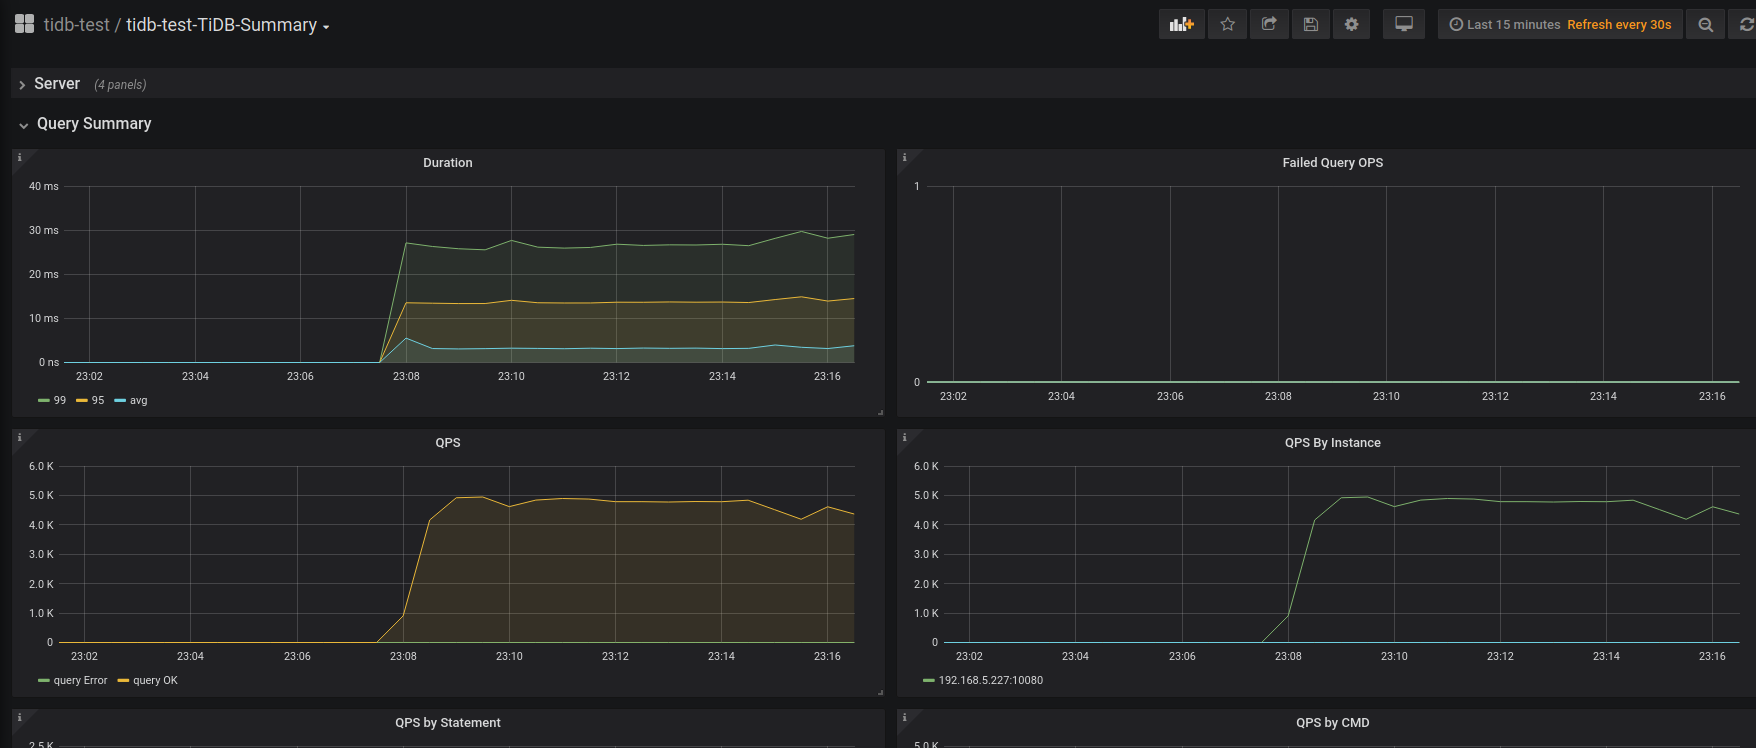 tidb-test / tidb-test-TiDB-Summary
Last 15 minutes Refresh every 30s
Server (4 panels)
Query Summary
Duration
40 ms
30 ms
20 ms
10 ms
0 ns
23:02 23:04 23:06 23:08 23:10 23:12 23:14 23:16
99 95 avg
Failed Query OPS
1
0
23:02 23:04 23:06 23:08 23:10 23:12 23:14 23:16
QPS
6.0 K
5.0 K
4.0 K
3.0 K
2.0 K
1.0 K
0
23:02 23:04 23:06 23:08 23:10 23:12 23:14 23:16
query Error query OK
QPS By Instance
6.0 K
5.0 K
4.0 K
3.0 K
2.0 K
1.0 K
0
23:02 23:04 23:06 23:08 23:10 23:12 23:14 23:16
192.168.5.227:10080
QPS by Statement
2.5 K
QPS by CMD
5.0 K